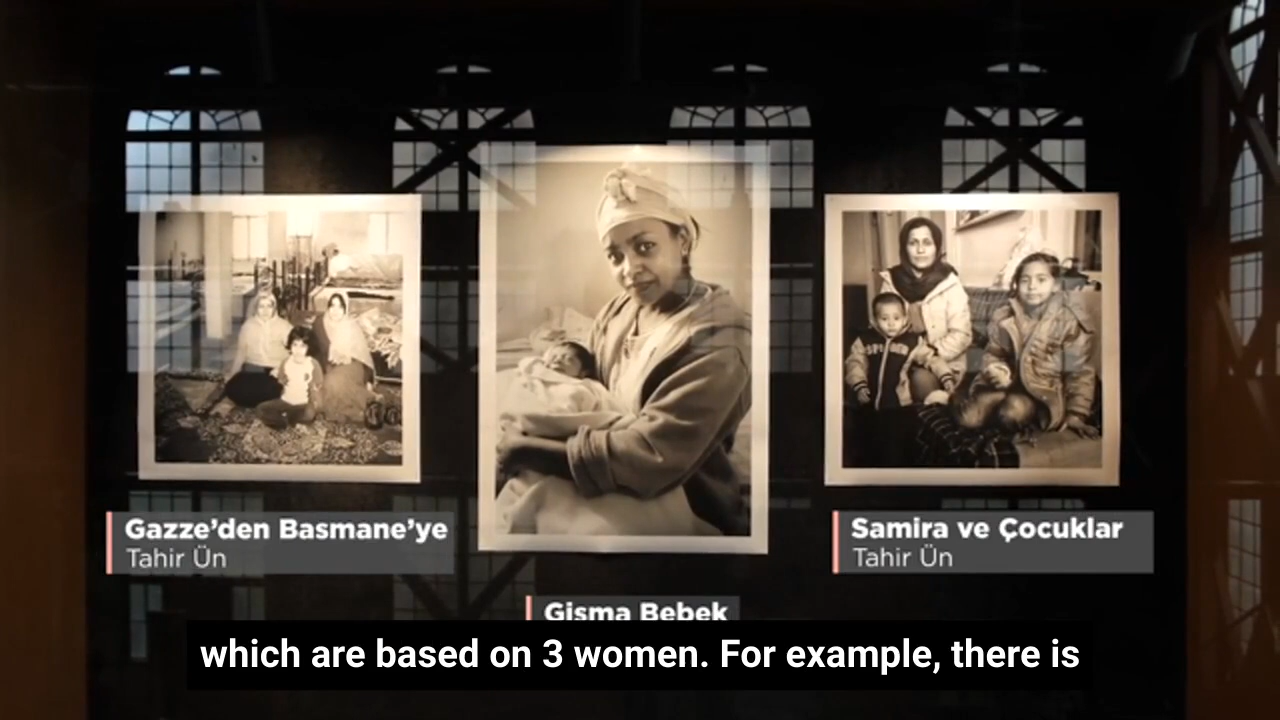 Gazze'den Basmane'ye
Tahir Ün
Samira ve Çocuklar
Tahir Ün
Gisma Bebek
which are based on 3 women. For example, there is